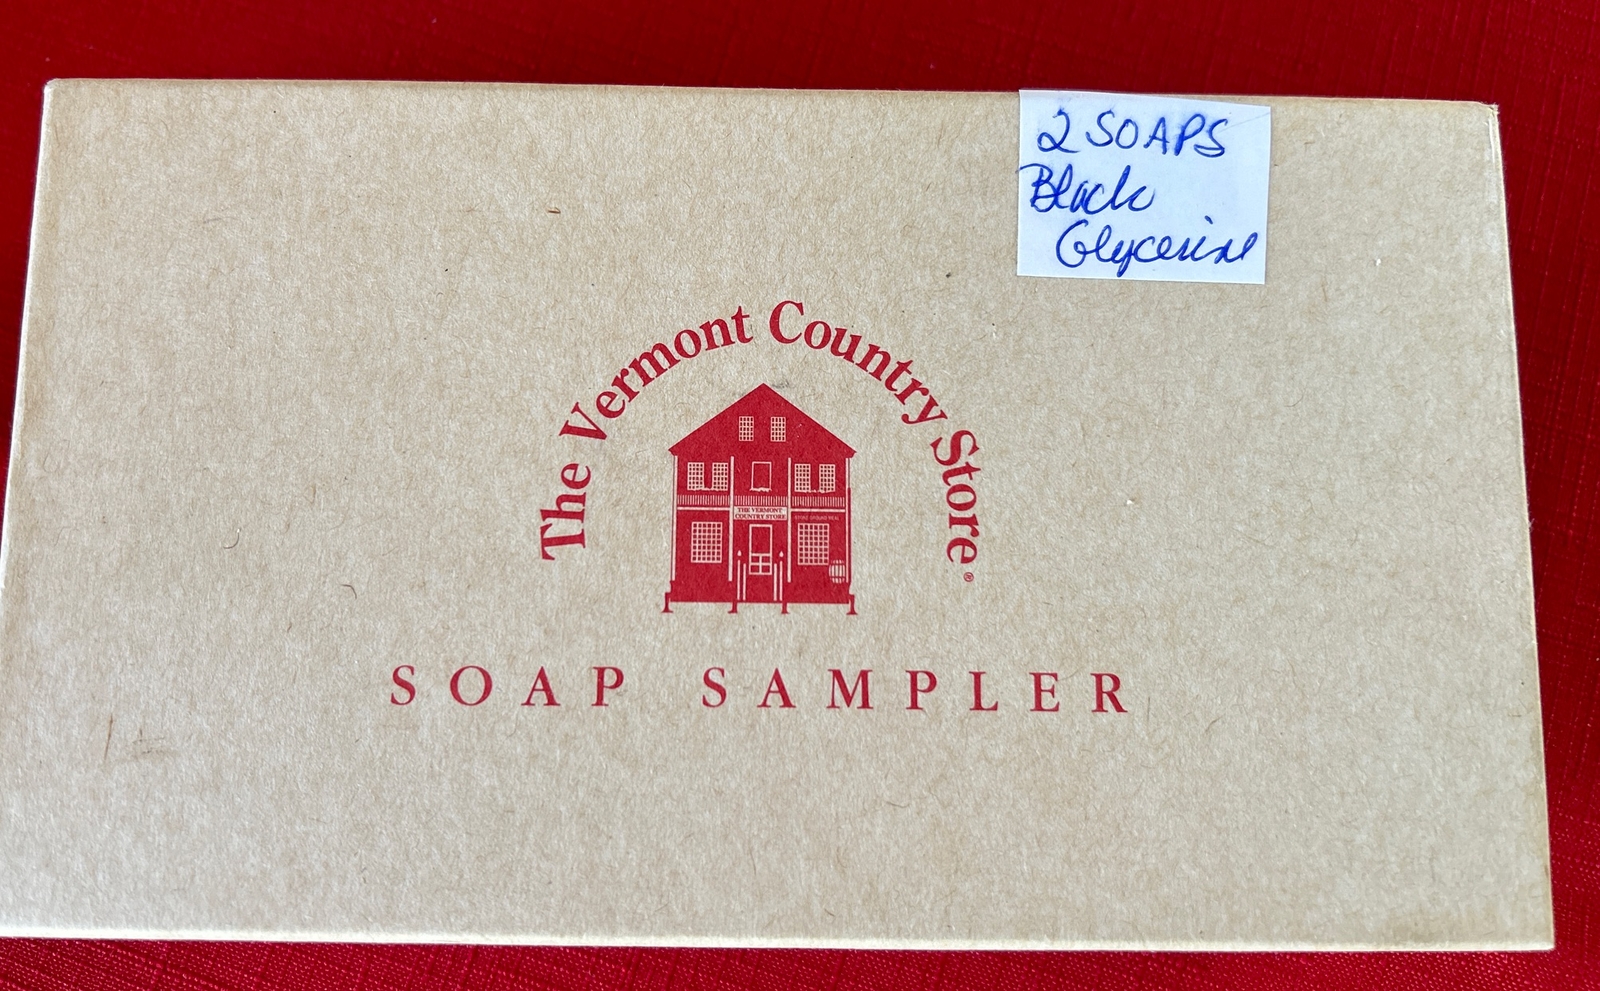 2 SOAPS
Black
Glycerine
The Vermont Country Store®
THE VERMONT
COUNTRY STORE
SOAP SAMPLER